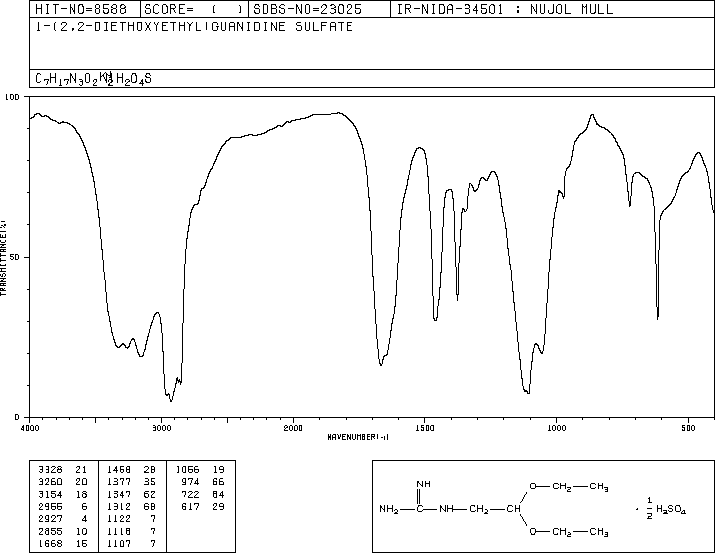 HIT-NO=8588 SCORE= ( ) SDBS-NO=23025 IR-NIDA-34501 : NUJOL MULL
1-(2,2-DIETHOXYETHYL)GUANIDINE SULFATE
C7H17N3O2·½H2O4S
100
50
0
TRANSMITTANCE(%)
4000 3000 2000 1500 1000 500
WAVENUMBER(-1)
3328 21 1468 28 1066 19
3260 20 1377 35 974 66
3154 18 1347 62 722 64
2966 6 1312 68 617 29
2927 4 1122 7
2855 10 1118 7
1668 15 1107 7
NH O—CH2—CH3
NH2—C—NH—CH2—CH · 1/2 H2SO4
O—CH2—CH3